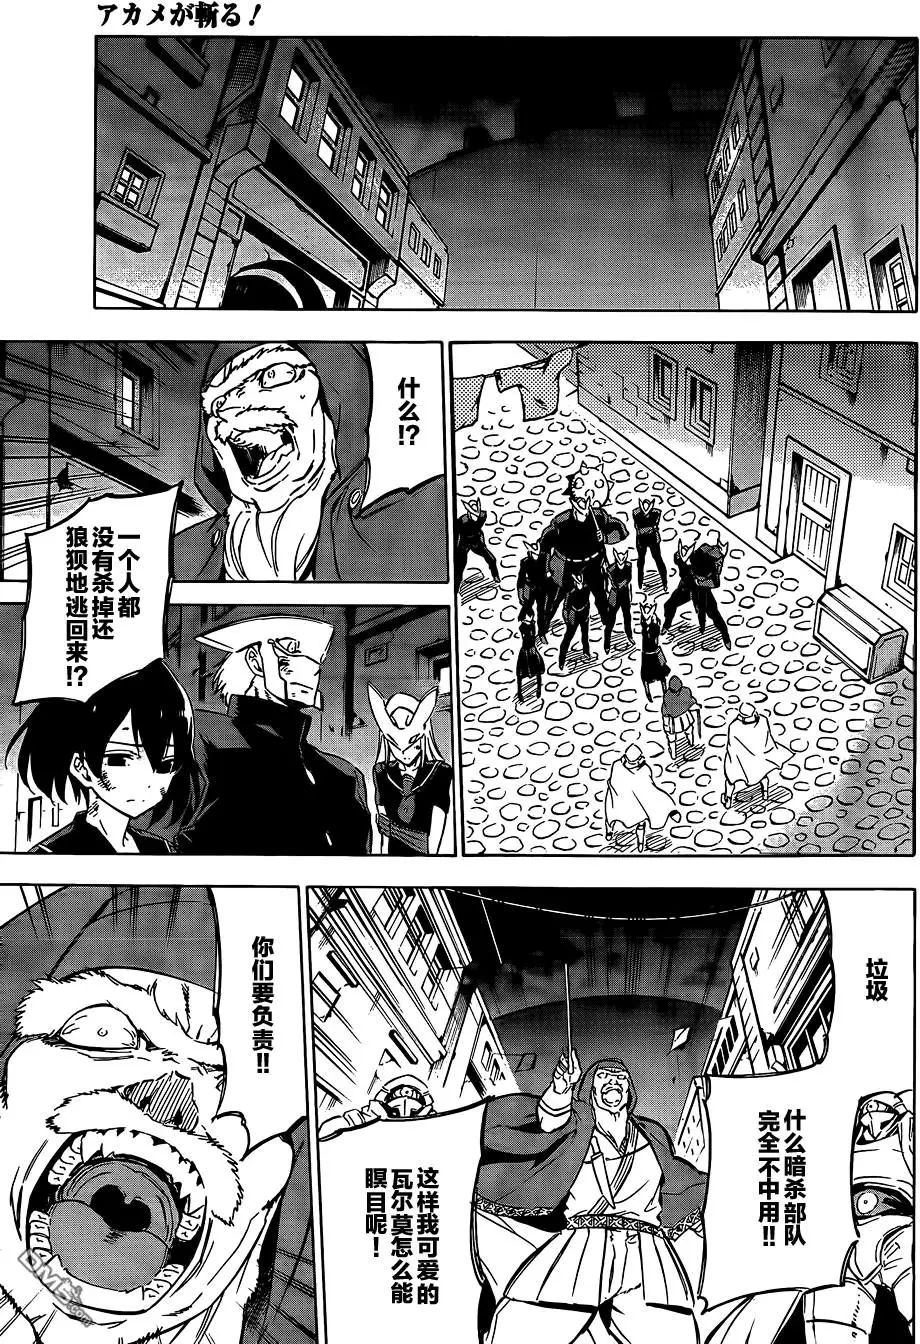 アカメが斬る！
什么!?
一个人都
没有杀掉还
狼狈地逃回来!?
垃圾
什么暗杀部队
完全不中用!!
这样我可爱的
瓦尔莫怎么能
瞑目呢！
你们要负责!!